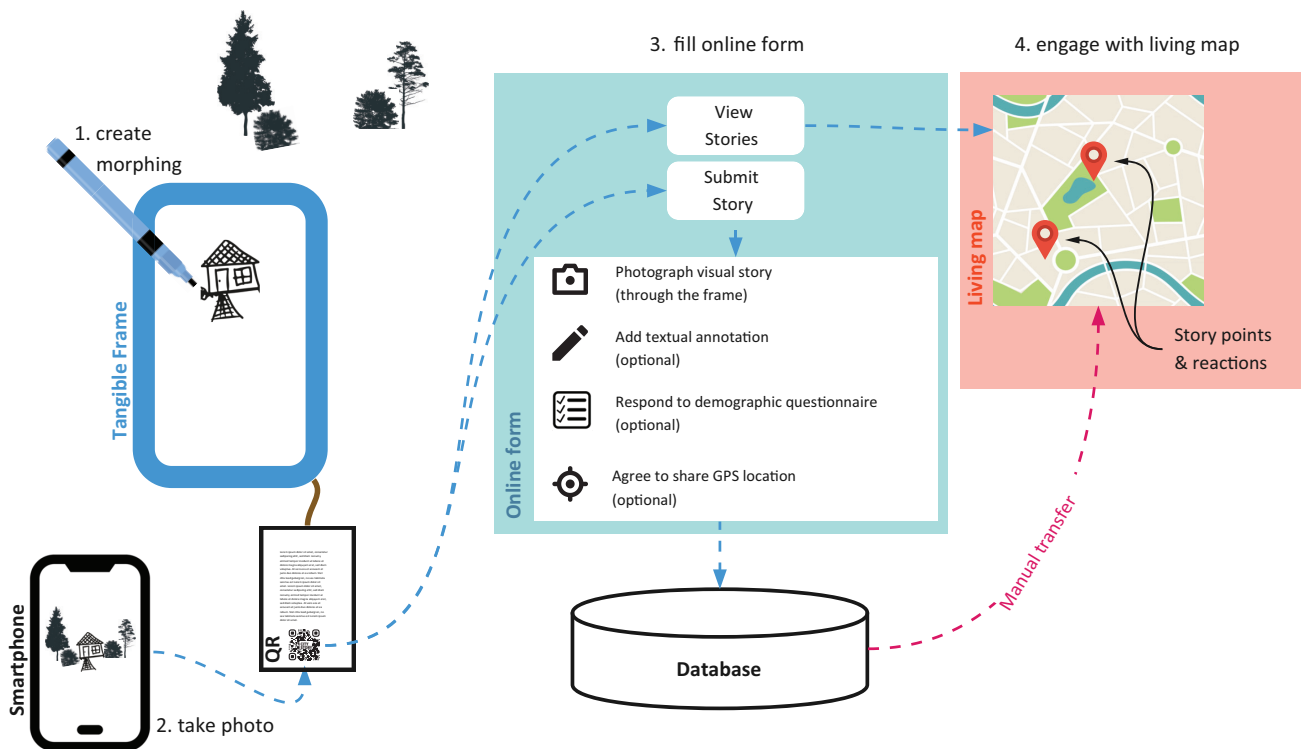 1. create
morphing
Tangible Frame
Smartphone
2. take photo
QR
3. fill online form
View
Stories
Submit
Story
Online form
Photograph visual story
(through the frame)
Add textual annotation
(optional)
Respond to demographic questionnaire
(optional)
Agree to share GPS location
(optional)
Database
Manual transfer
4. engage with living map
Living map
Story points
& reactions